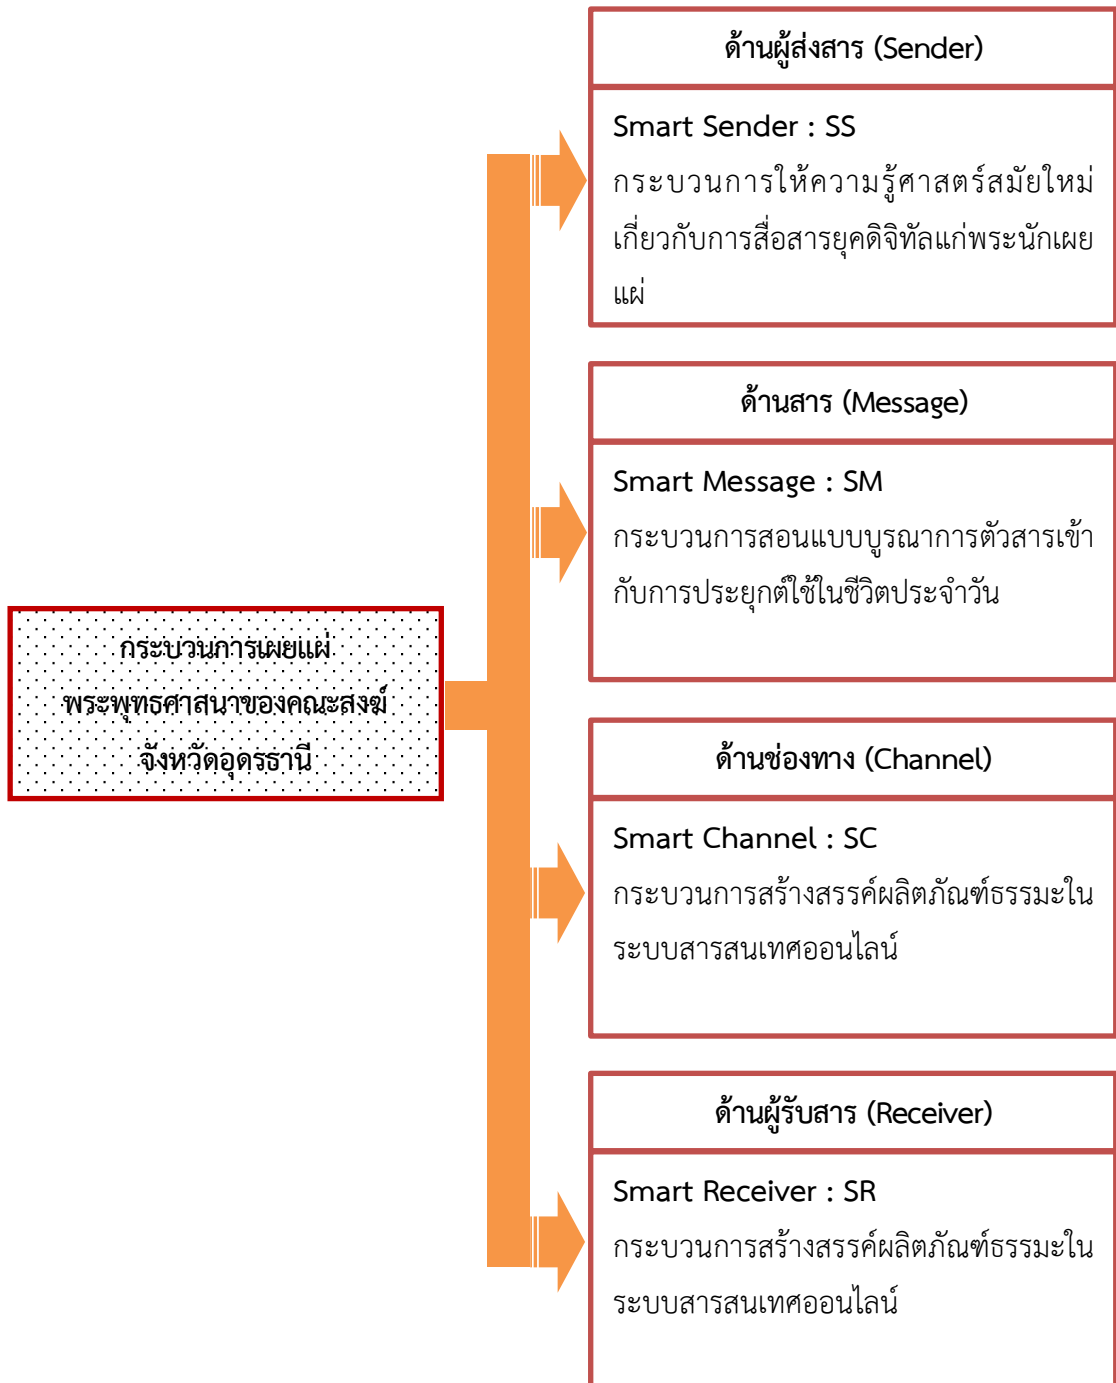 ด้านผู้ส่งสาร (Sender)
Smart Sender : SS
กระบวนการให้ความรู้ศาสตร์สมัยใหม่
เกี่ยวกับการสื่อสารยุคดิจิทัลแก่พระนักเผย
แผ่
ด้านสาร (Message)
Smart Message : SM
กระบวนการสอนแบบบูรณาการตัวสารเข้า
กับการประยุกต์ใช้ในชีวิตประจำวัน
กระบวนการเผยแผ่
พระพุทธศาสนาของคณะสงฆ์
จังหวัดอุดรธานี
ด้านช่องทาง (Channel)
Smart Channel : SC
กระบวนการสร้างสรรค์ผลิตภัณฑ์ธรรมะใน
ระบบสารสนเทศออนไลน์
ด้านผู้รับสาร (Receiver)
Smart Receiver : SR
กระบวนการสร้างสรรค์ผลิตภัณฑ์ธรรมะใน
ระบบสารสนเทศออนไลน์